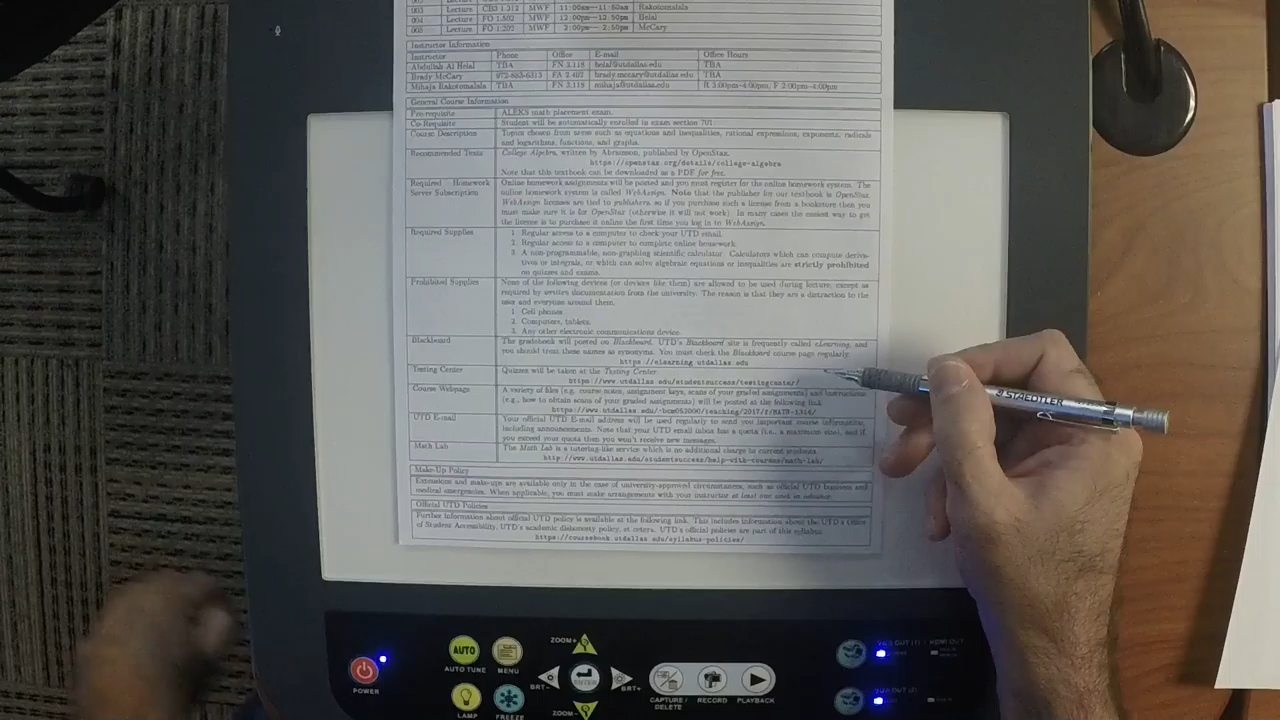 003 Lecture CB3 1.312 MWF 11:00am—11:50am Rakotomalala
004 Lecture FO 1.502 MWF 12:00pm—12:50pm Helal
005 Lecture FO 1.202 MWF 2:00pm— 2:50pm McCary
Instructor Information
Instructor Phone Office E-mail Office Hours
Abdullah Al Helal TBA FN 3.118 helal@utdallas.edu TBA
Brady McCary 972-883-6313 FA 2.402 brady.mccary@utdallas.edu TBA
Mihaja Rakotomalala TBA FN 3.118 mihaja@utdallas.edu R 3:00pm–4:00pm, F 2:00pm–4:00pm
General Course Information
Pre-requisite ALEKS math placement exam.
Co-Requisite Student will be automatically enrolled in exam section 701.
Course Description Topics chosen from areas such as equations and inequalities, rational expressions, exponents, radicals
and logarithms, functions, and graphs.
Recommended Texts College Algebra, written by Abramson, published by OpenStax.
https://openstax.org/details/college-algebra
Note that this textbook can be downloaded as a PDF for free.
Required Homework Online homework assignments will be posted and you must register for the online homework system. The
Server Subscription online homework system is called WebAssign. Note that the publisher for our textbook is OpenStax.
WebAssign licenses are tied to publishers, so if you purchase such a license from a bookstore then you
must make sure it is for OpenStax (otherwise it will not work). In many cases the easiest way to get
the license is to purchase it online the first time you log in to WebAssign.
Required Supplies 1. Regular access to a computer to check your UTD email.
2. Regular access to a computer to complete online homework.
3. A non-programmable, non-graphing scientific calculator. Calculators which can compute deriva-
tives or integrals, or which can solve algebraic equations or inequalities are strictly prohibited
on quizzes and exams.
Prohibited Supplies None of the following devices (or devices like them) are allowed to be used during lecture, except as
required by service documentation from the university. The reason is that they are a distraction to the
user and everyone around them.
1. Cell phones
2. Computers, tablets.
3. Any other electronic communications device.
Blackboard The gradebook will posted on Blackboard. UTD's Blackboard site is frequently called eLearning, and
you should treat these names as synonyms. You must check the Blackboard course page regularly.
https://elearning.utdallas.edu
Testing Center Quizzes will be taken at the Testing Center.
https://www.utdallas.edu/studentsuccess/testingcenter/
Course Webpage A variety of files (e.g. course notes, assignment keys, scans of your graded assignments) and instructions
(e.g., how to obtain scans of your graded assignments) will be posted at the following link.
https://www.utdallas.edu/~bcm052000/teaching/2017/f/MATH-1314/
UTD E-mail Your official UTD E-mail address will be used regularly to send you important course information,
including announcements. Note that your UTD email inbox has a quota (i.e., a maximum size), and if
you exceed your quota then you won't receive new messages.
Math Lab The Math Lab is a tutoring-like service which is no additional charge to current students.
http://www.utdallas.edu/studentsuccess/help-with-courses/math-lab/
Make-Up Policy
Extensions and make-ups are available only in the case of university-approved circumstances, such as official UTD business and
medical emergencies. When applicable, you must make arrangements with your instructor at least one week in advance.
Official UTD Policies
Further information about official UTD policy is available at the following link. This includes information about the UTD's Office
of Student Accessibility, UTD's academic dishonesty policy, et cetera. UTD's official policies are part of this syllabus.
https://coursebook.utdallas.edu/syllabus-policies/
STAEDTLER
POWER
AUTO
AUTO TUNE
MENU
LAMP
FREEZE
ZOOM+
BRT−
ENTER
BRT+
ZOOM−
CAPTURE/
DELETE
RECORD
PLAYBACK